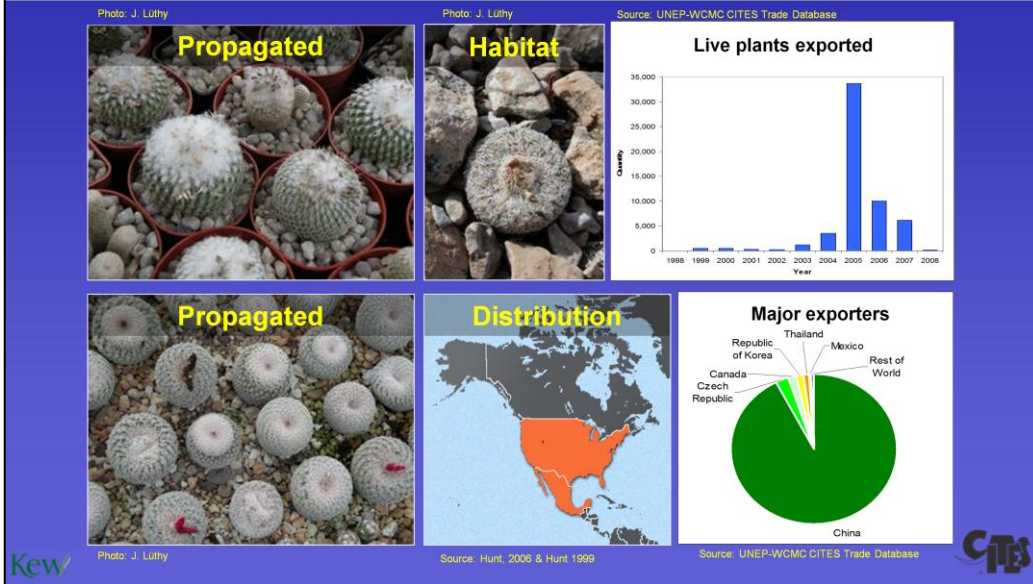 Photo: J. Lüthy
Photo: J. Lüthy
Source: UNEP-WCMC CITES Trade Database
Propagated
Habitat
Live plants exported
35,000
30,000
25,000
20,000
15,000
10,000
5,000
0
Quantity
1998 1999 2000 2001 2002 2003 2004 2005 2006 2007 2008
Year
Propagated
Distribution
Major exporters
Thailand
Republic
of Korea
Mexico
Rest of
World
Canada
Czech
Republic
China
Kew
Photo: J. Lüthy
Source: Hunt, 2006 & Hunt 1999
Source: UNEP-WCMC CITES Trade Database
CITES